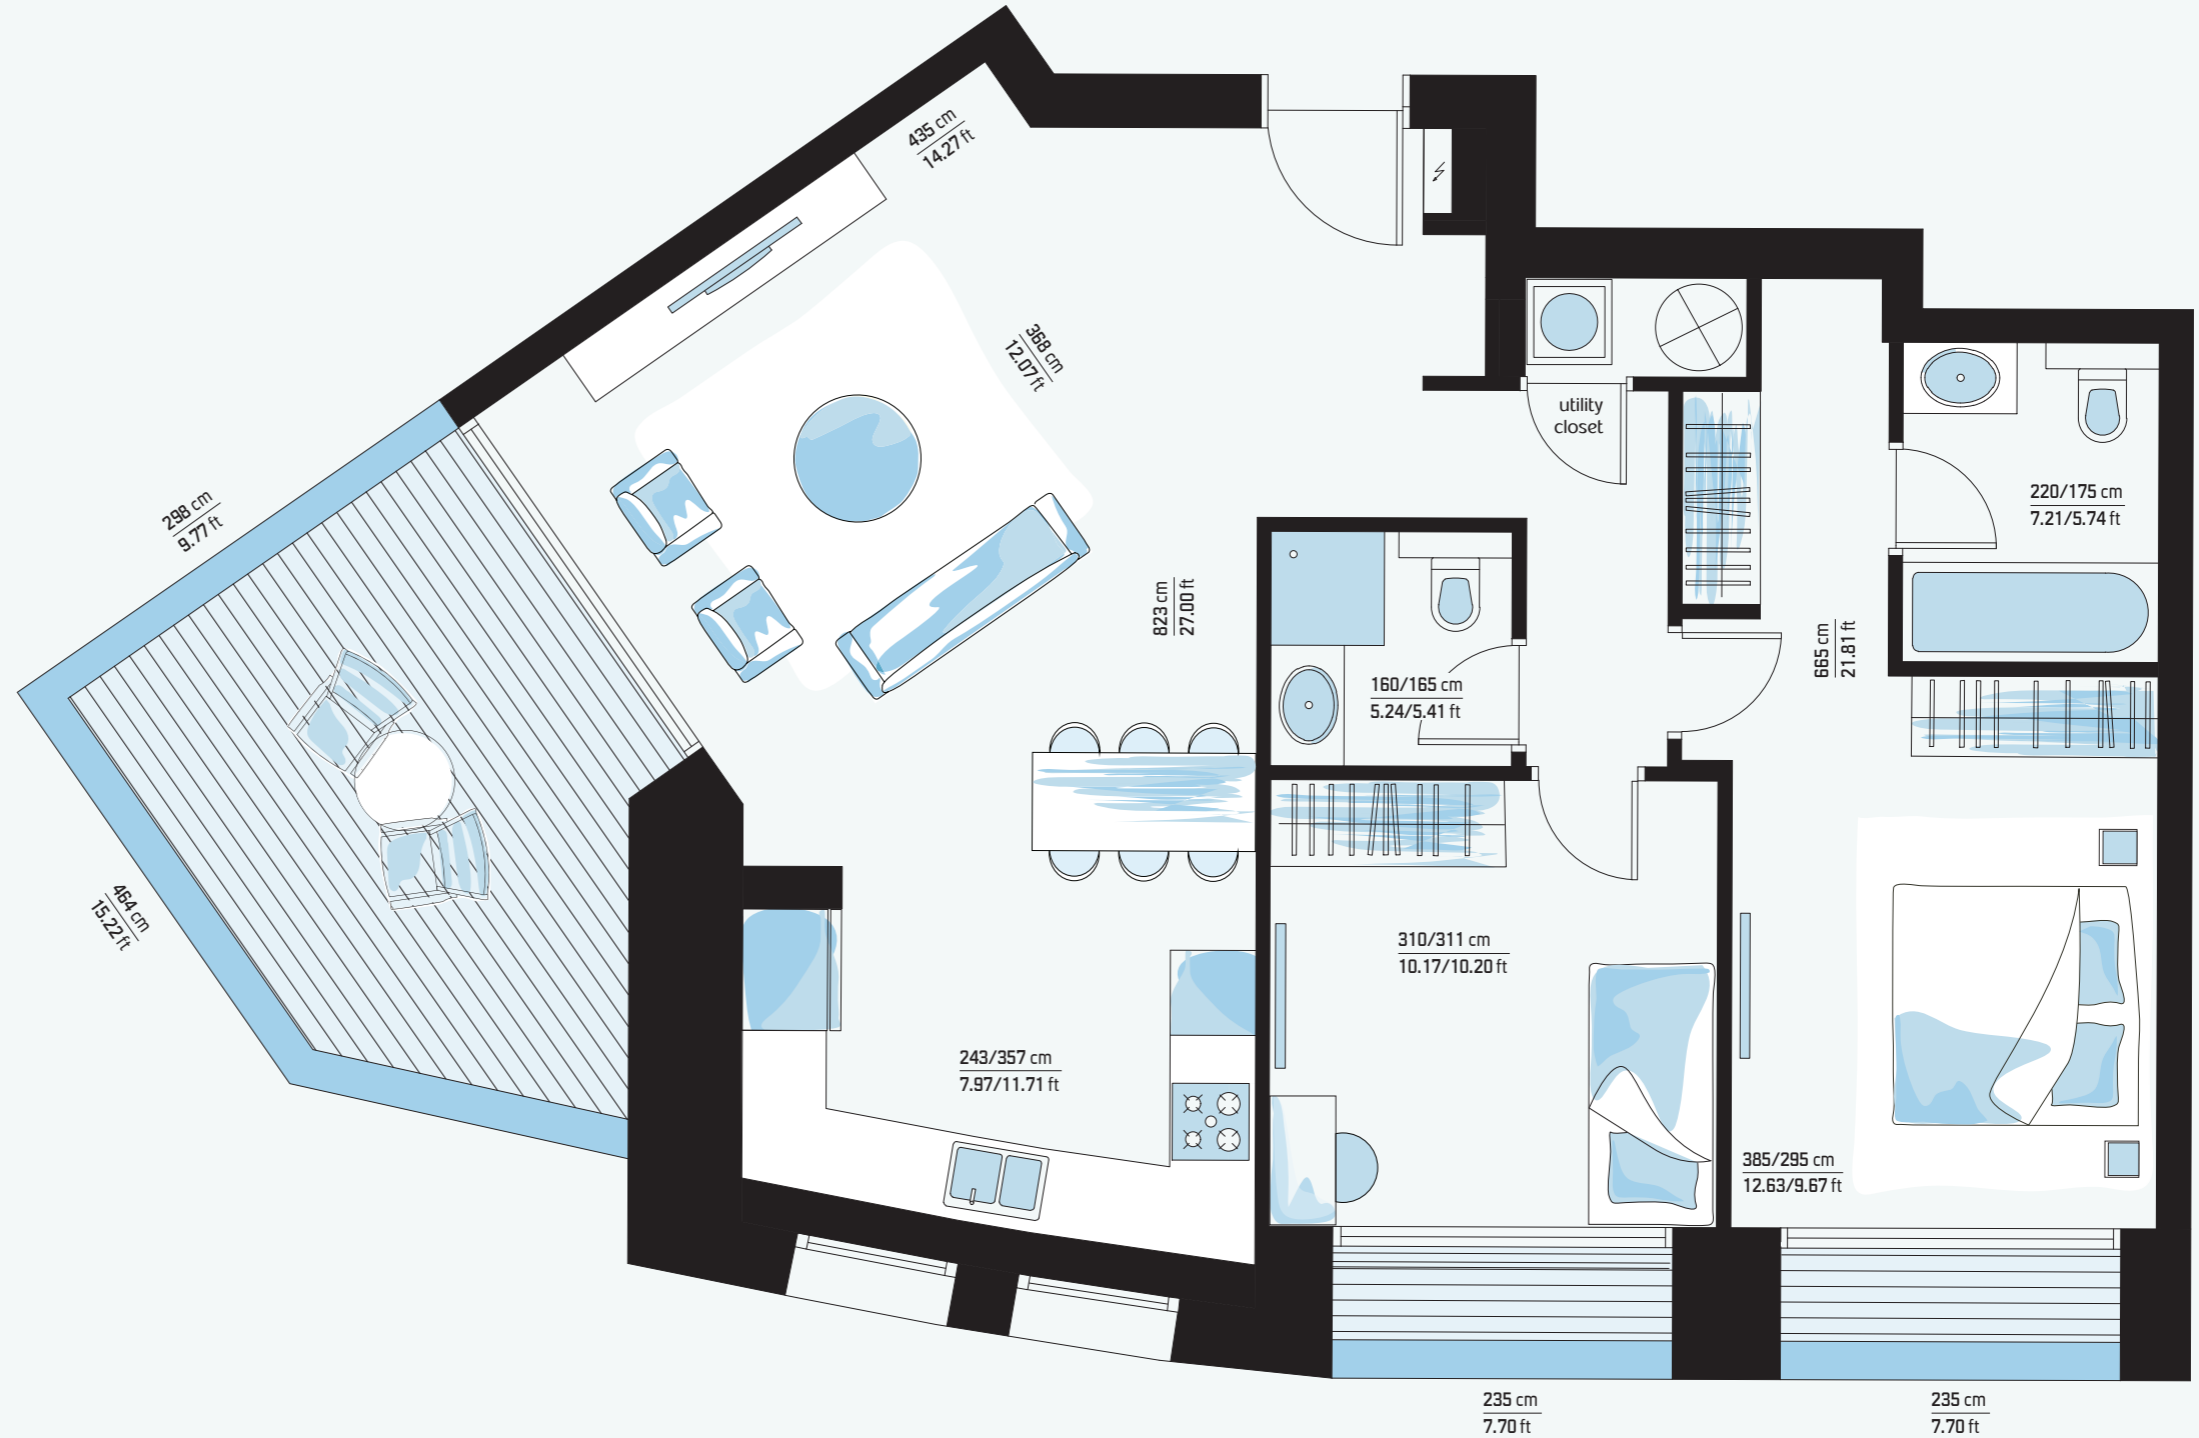 435 cm
14.27 ft
368 cm
12.07 ft
298 cm
9.77 ft
utility
closet
220/175 cm
7.21/5.74 ft
823 cm
27.00 ft
665 cm
21.81 ft
160/165 cm
5.24/5.41 ft
464 cm
15.22 ft
310/311 cm
10.17/10.20 ft
243/357 cm
7.97/11.71 ft
385/295 cm
12.63/9.67 ft
235 cm
7.70 ft
235 cm
7.70 ft